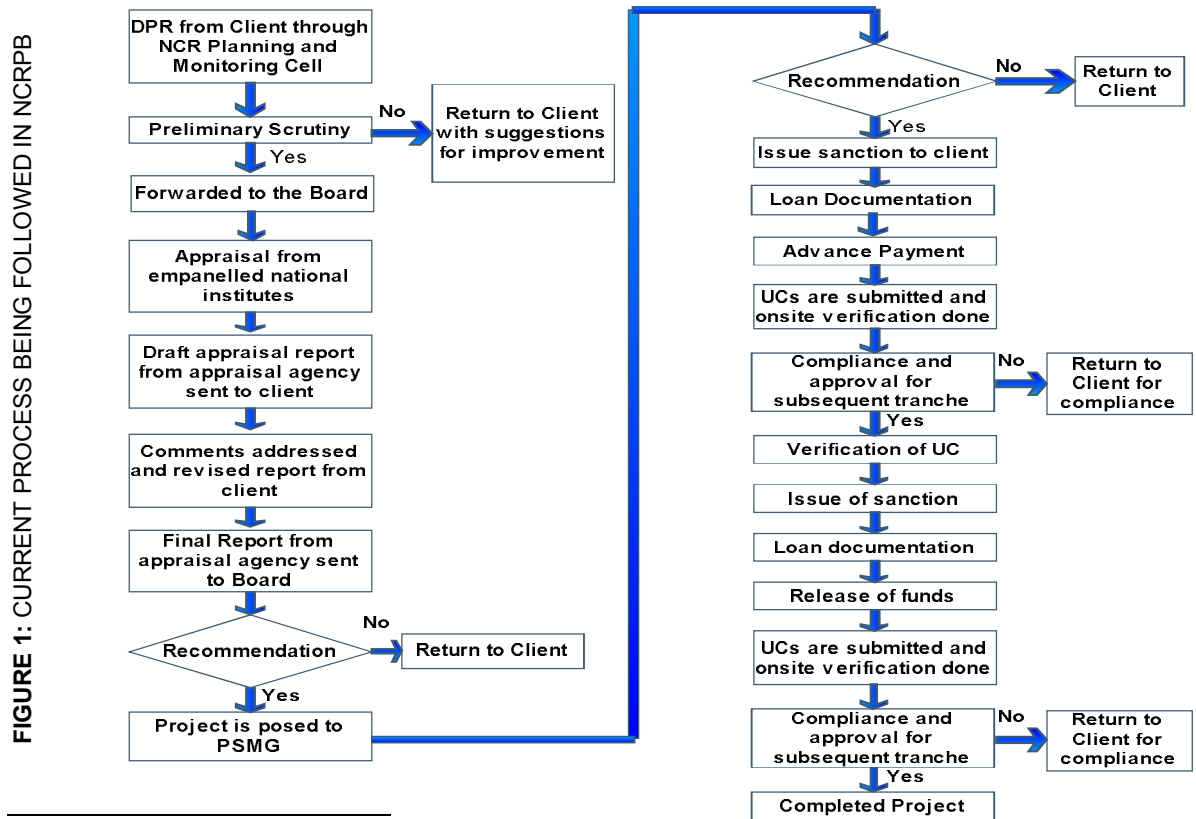 FIGURE 1: CURRENT PROCESS BEING FOLLOWED IN NCRPB
DPR from Client through
NCR Planning and
Monitoring Cell
Preliminary Scrutiny
No
Return to Client
with suggestions
for improvement
Yes
Forwarded to the Board
Appraisal from
empanelled national
institutes
Draft appraisal report
from appraisal agency
sent to client
Comments addressed
and revised report from
client
Final Report from
appraisal agency sent
to Board
Recommendation
No
Return to Client
Yes
Project is posed to
PSMG
Recommendation
No
Return to
Client
Yes
Issue sanction to client
Loan Documentation
Advance Payment
UCs are submitted and
onsite verification done
Compliance and
approval for
subsequent tranche
No
Return to
Client for
compliance
Yes
Verification of UC
Issue of sanction
Loan documentation
Release of funds
UCs are submitted and
onsite verification done
Compliance and
approval for
subsequent tranche
No
Return to
Client for
compliance
Yes
Completed Project